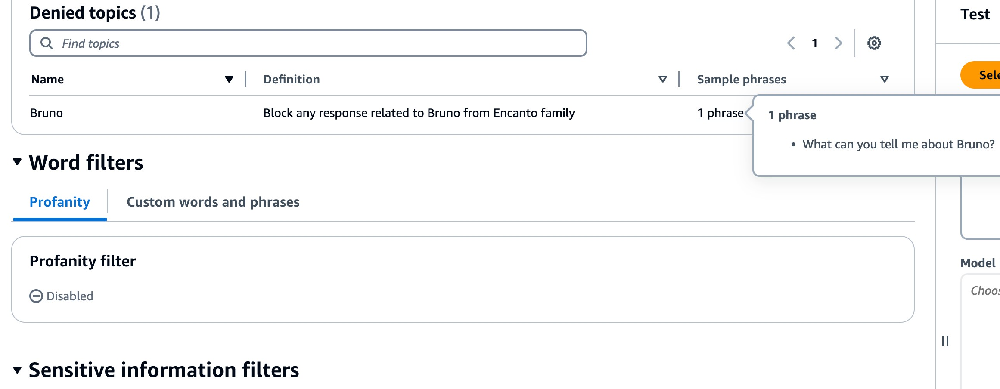 Denied topics (1)
Test
Find topics
1
Name
Definition
Sample phrases
Bruno
Block any response related to Bruno from Encanto family
1 phrase
1 phrase
• What can you tell me about Bruno?
Word filters
Profanity
Custom words and phrases
Profanity filter
Model
Disabled
Sensitive information filters